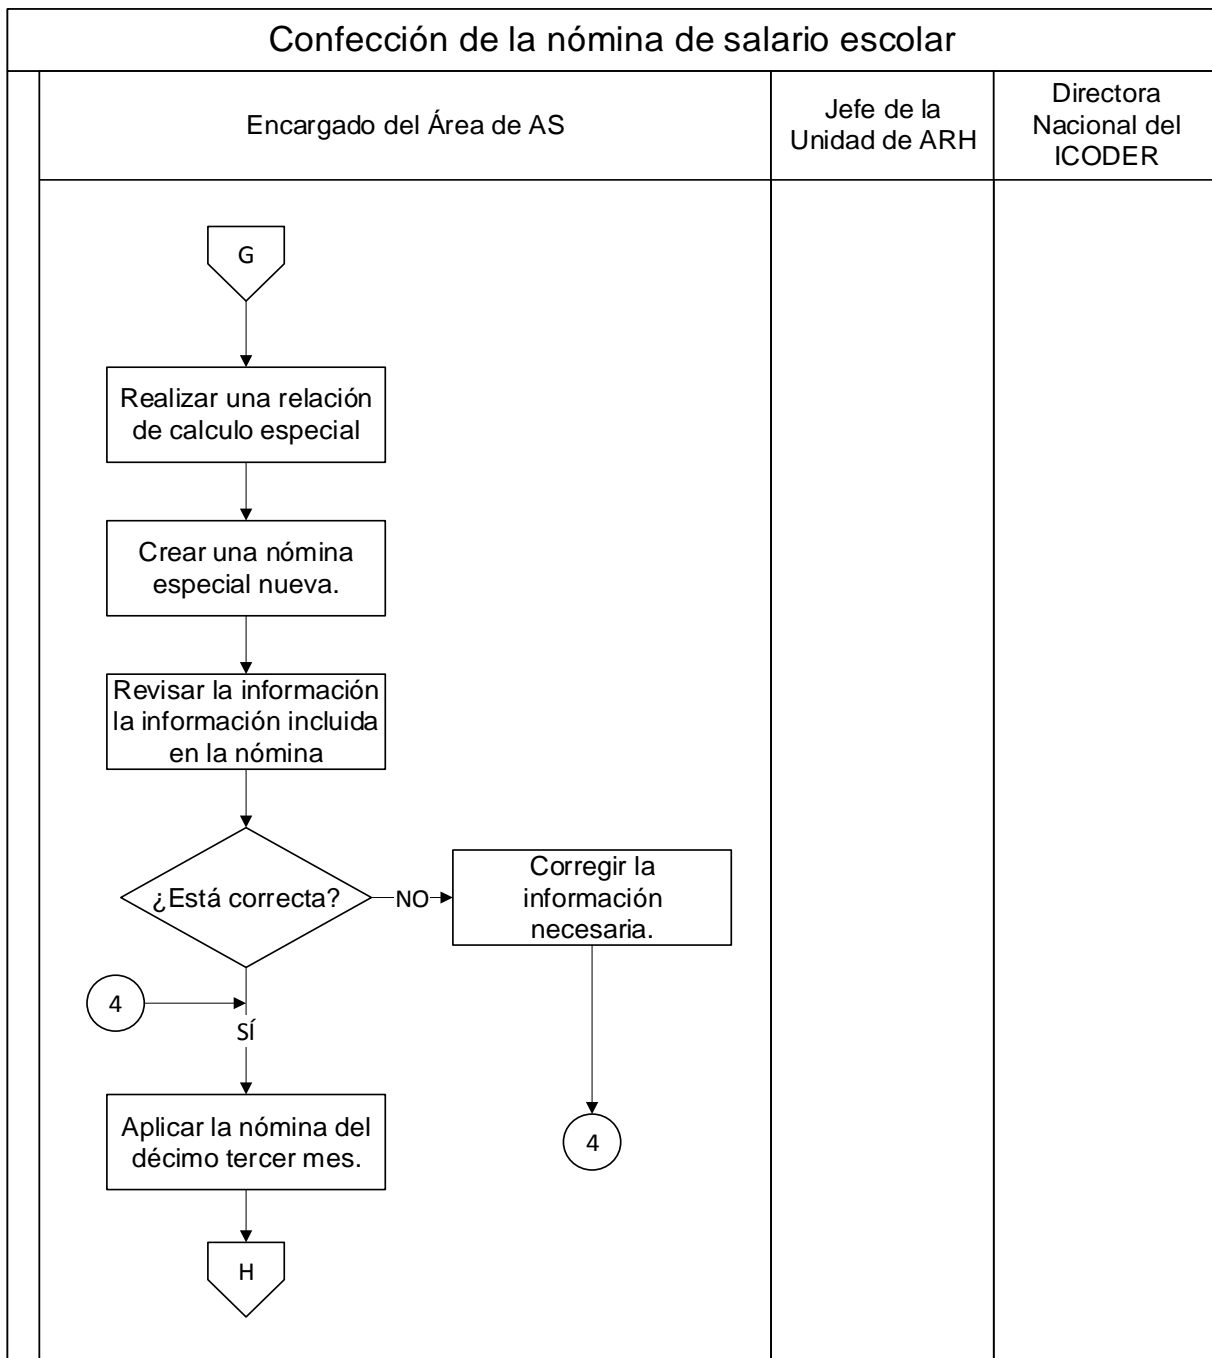 Confección de la nómina de salario escolar
Encargado del Área de AS
Jefe de la
Unidad de ARH
Directora
Nacional del
ICODER
G
Realizar una relación
de calculo especial
Crear una nómina
especial nueva.
Revisar la información
la información incluida
en la nómina
¿Está correcta?
NO
Corregir la
información
necesaria.
4
SÍ
Aplicar la nómina del
décimo tercer mes.
4
H